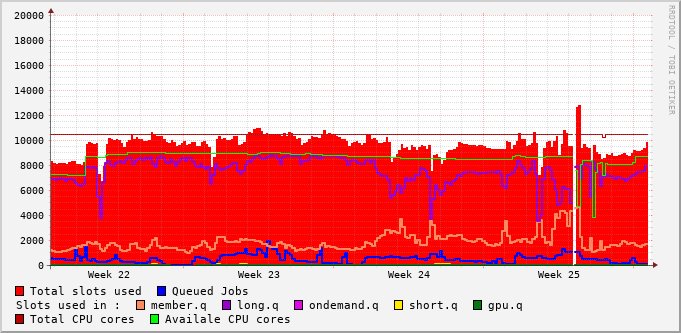 20000
18000
16000
14000
12000
10000
8000
6000
4000
2000
0
Week 22 Week 23 Week 24 Week 25
RRDTOOL / TOBI OETIKER
Total slots used Queued Jobs
Slots used in : member.q long.q ondemand.q short.q gpu.q
Total CPU cores Availale CPU cores